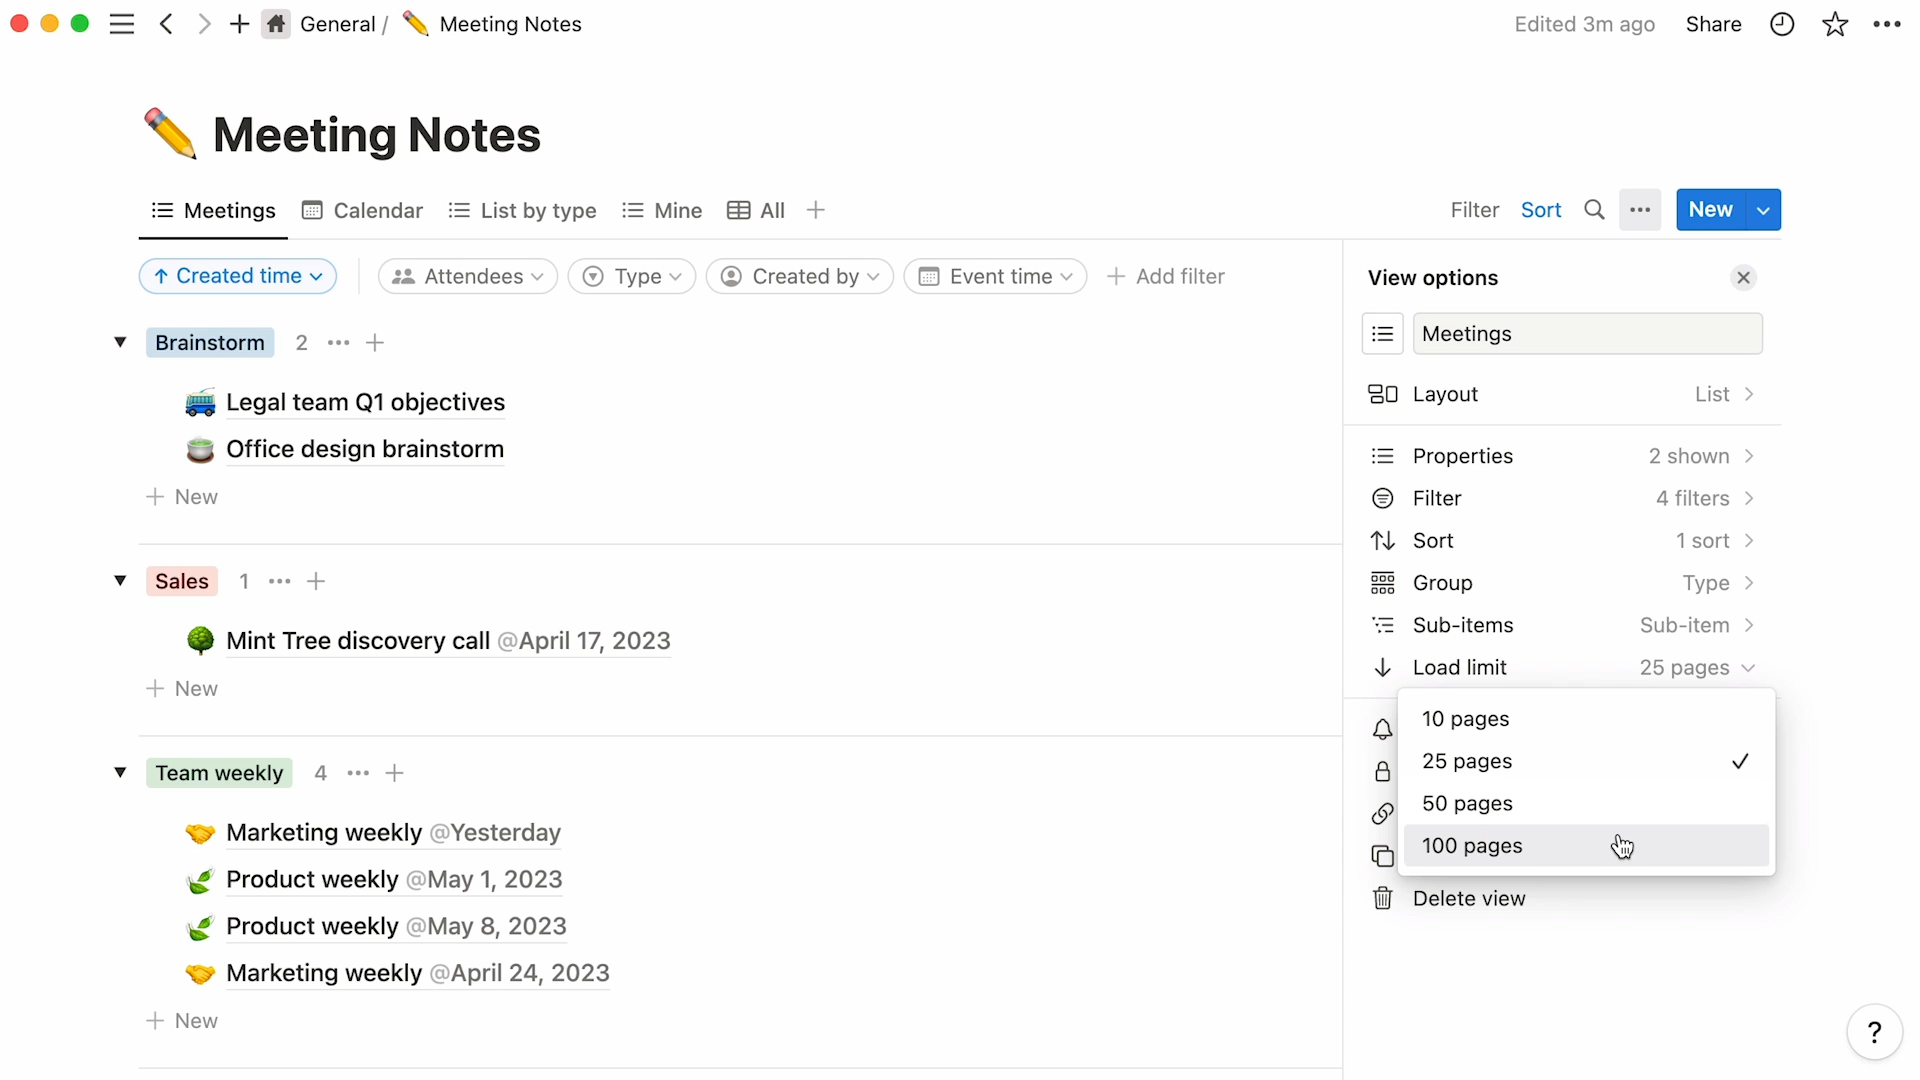 General / Meeting Notes
Edited 3m ago Share
Meeting Notes
Meetings Calendar List by type Mine All
Filter Sort New
Created time Attendees Type Created by Event time Add filter
Brainstorm 2
Legal team Q1 objectives
Office design brainstorm
New
Sales 1
Mint Tree discovery call @April 17, 2023
New
Team weekly 4
Marketing weekly @Yesterday
Product weekly @May 1, 2023
Product weekly @May 8, 2023
Marketing weekly @April 24, 2023
New
View options
Meetings
Layout List
Properties 2 shown
Filter 4 filters
Sort 1 sort
Group Type
Sub-items Sub-item
Load limit 25 pages
10 pages
25 pages
50 pages
100 pages
Delete view
?